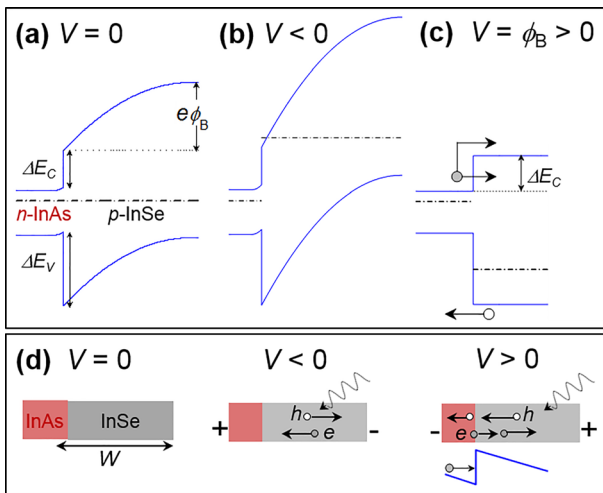 (a) V = 0
(b) V < 0
(c) V = ϕB > 0
eϕB
ΔEC
ΔEC
n-InAs
p-InSe
ΔEV
(d) V = 0
V < 0
V > 0
InAs
InSe
W
+
h
e
-
-
h
e
+